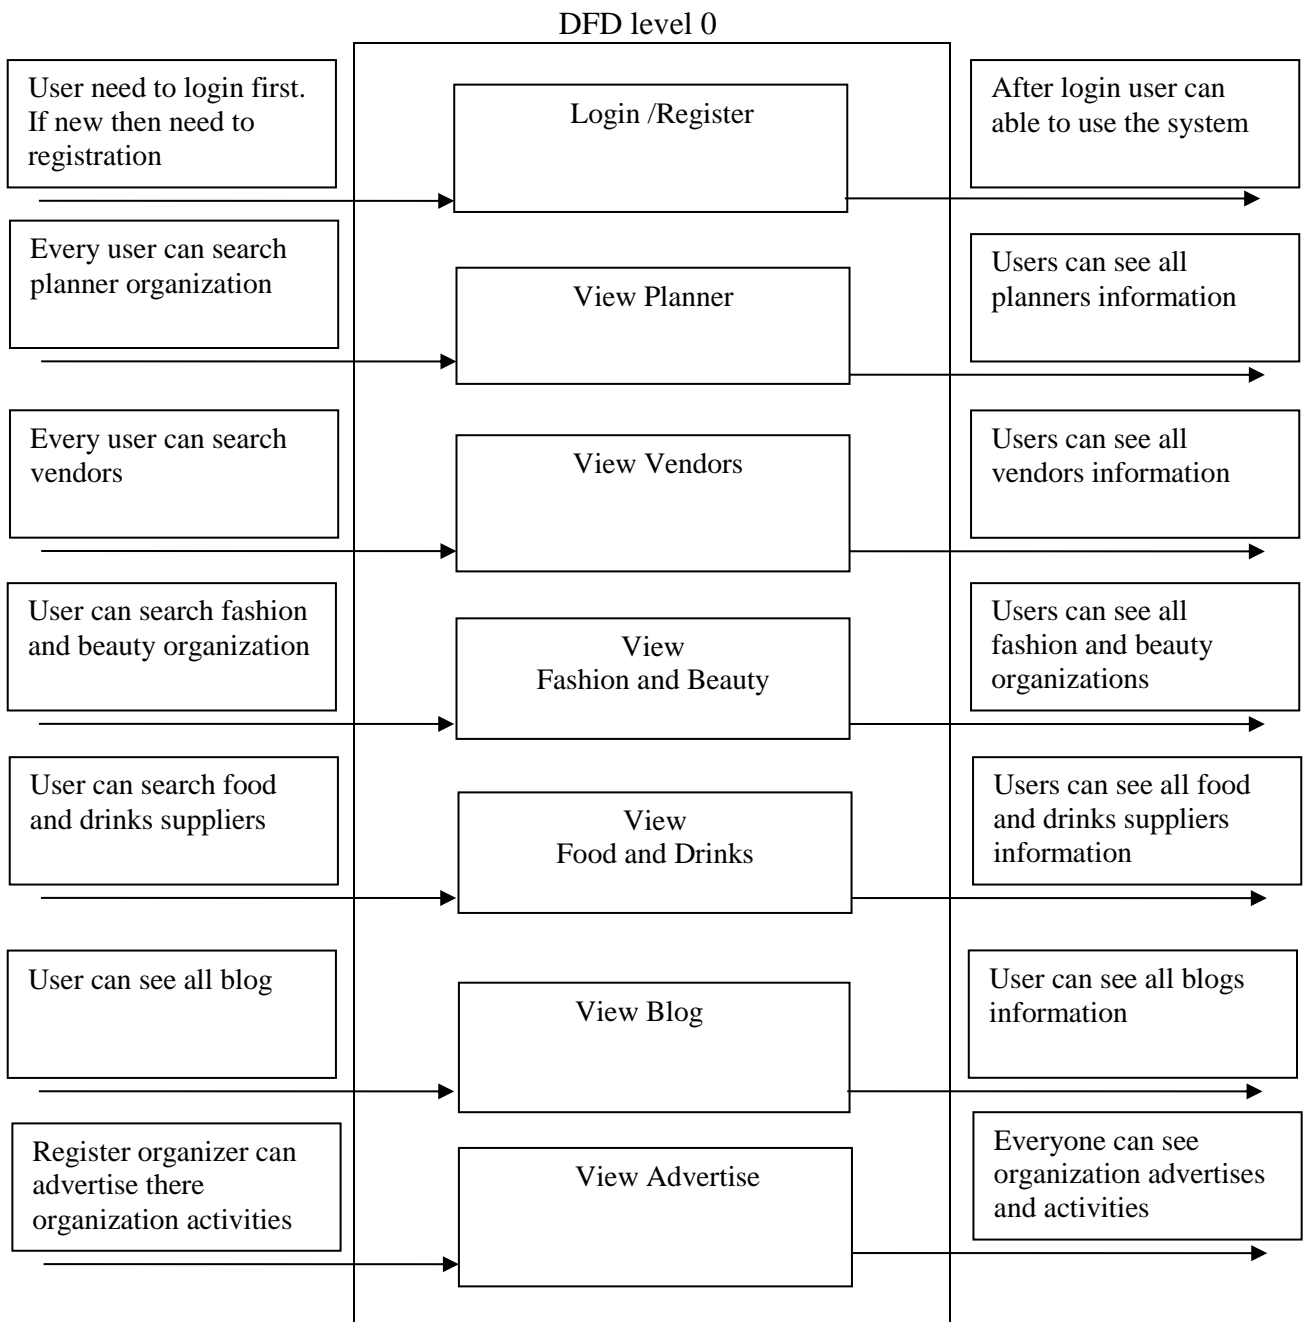 DFD level 0
User need to login first.
If new then need to
registration
Login /Register
After login user can
able to use the system
Every user can search
planner organization
View Planner
Users can see all
planners information
Every user can search
vendors
View Vendors
Users can see all
vendors information
User can search fashion
and beauty organization
View
Fashion and Beauty
Users can see all
fashion and beauty
organizations
User can search food
and drinks suppliers
View
Food and Drinks
Users can see all food
and drinks suppliers
information
User can see all blog
View Blog
User can see all blogs
information
Register organizer can
advertise there
organization activities
View Advertise
Everyone can see
organization advertises
and activities